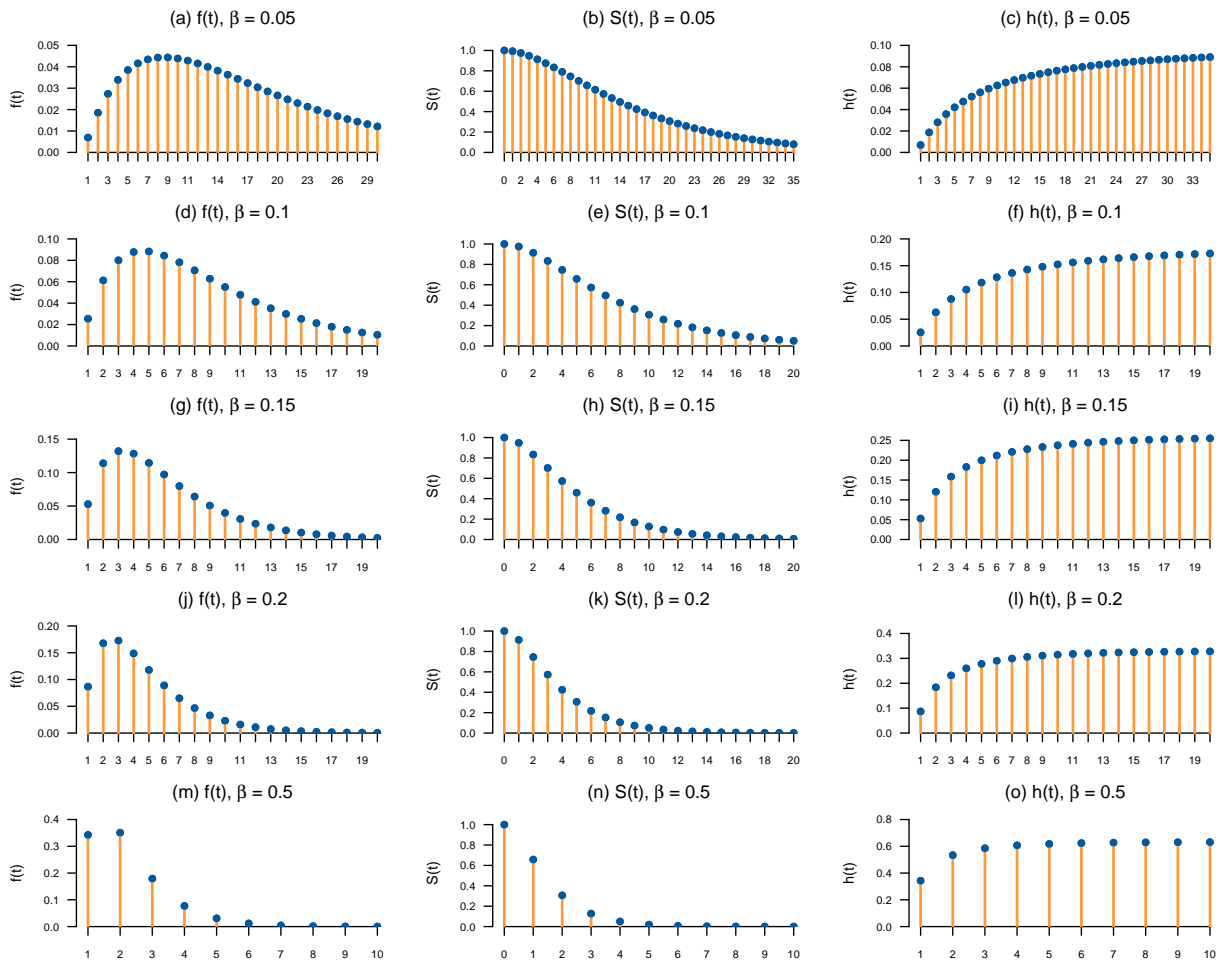 (a) f(t), β = 0.05
f(t)
0.05
0.04
0.03
0.02
0.01
0.00
1 3 5 7 9 11 14 17 20 23 26 29
(b) S(t), β = 0.05
S(t)
1.0
0.8
0.6
0.4
0.2
0.0
0 2 4 6 8 11 14 17 20 23 26 29 32 35
(c) h(t), β = 0.05
h(t)
0.10
0.08
0.06
0.04
0.02
0.00
1 3 5 7 9 12 15 18 21 24 27 30 33
(d) f(t), β = 0.1
f(t)
0.10
0.08
0.06
0.04
0.02
0.00
1 2 3 4 5 6 7 8 9 11 13 15 17 19
(e) S(t), β = 0.1
S(t)
1.0
0.8
0.6
0.4
0.2
0.0
0 2 4 6 8 10 12 14 16 18 20
(f) h(t), β = 0.1
h(t)
0.20
0.15
0.10
0.05
0.00
1 2 3 4 5 6 7 8 9 11 13 15 17 19
(g) f(t), β = 0.15
f(t)
0.15
0.10
0.05
0.00
1 2 3 4 5 6 7 8 9 11 13 15 17 19
(h) S(t), β = 0.15
S(t)
1.0
0.8
0.6
0.4
0.2
0.0
0 2 4 6 8 10 12 14 16 18 20
(i) h(t), β = 0.15
h(t)
0.25
0.20
0.15
0.10
0.05
0.00
1 2 3 4 5 6 7 8 9 11 13 15 17 19
(j) f(t), β = 0.2
f(t)
0.20
0.15
0.10
0.05
0.00
1 2 3 4 5 6 7 8 9 11 13 15 17 19
(k) S(t), β = 0.2
S(t)
1.0
0.8
0.6
0.4
0.2
0.0
0 2 4 6 8 10 12 14 16 18 20
(l) h(t), β = 0.2
h(t)
0.4
0.3
0.2
0.1
0.0
1 2 3 4 5 6 7 8 9 11 13 15 17 19
(m) f(t), β = 0.5
f(t)
0.4
0.3
0.2
0.1
0.0
1 2 3 4 5 6 7 8 9 10
(n) S(t), β = 0.5
S(t)
1.0
0.8
0.6
0.4
0.2
0.0
0 1 2 3 4 5 6 7 8 9 10
(o) h(t), β = 0.5
h(t)
0.8
0.6
0.4
0.2
0.0
1 2 3 4 5 6 7 8 9 10